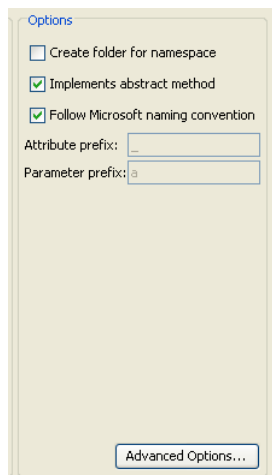 Options
Create folder for namespace
Implements abstract method
Follow Microsoft naming convention
Attribute prefix: _
Parameter prefix: a
Advanced Options...